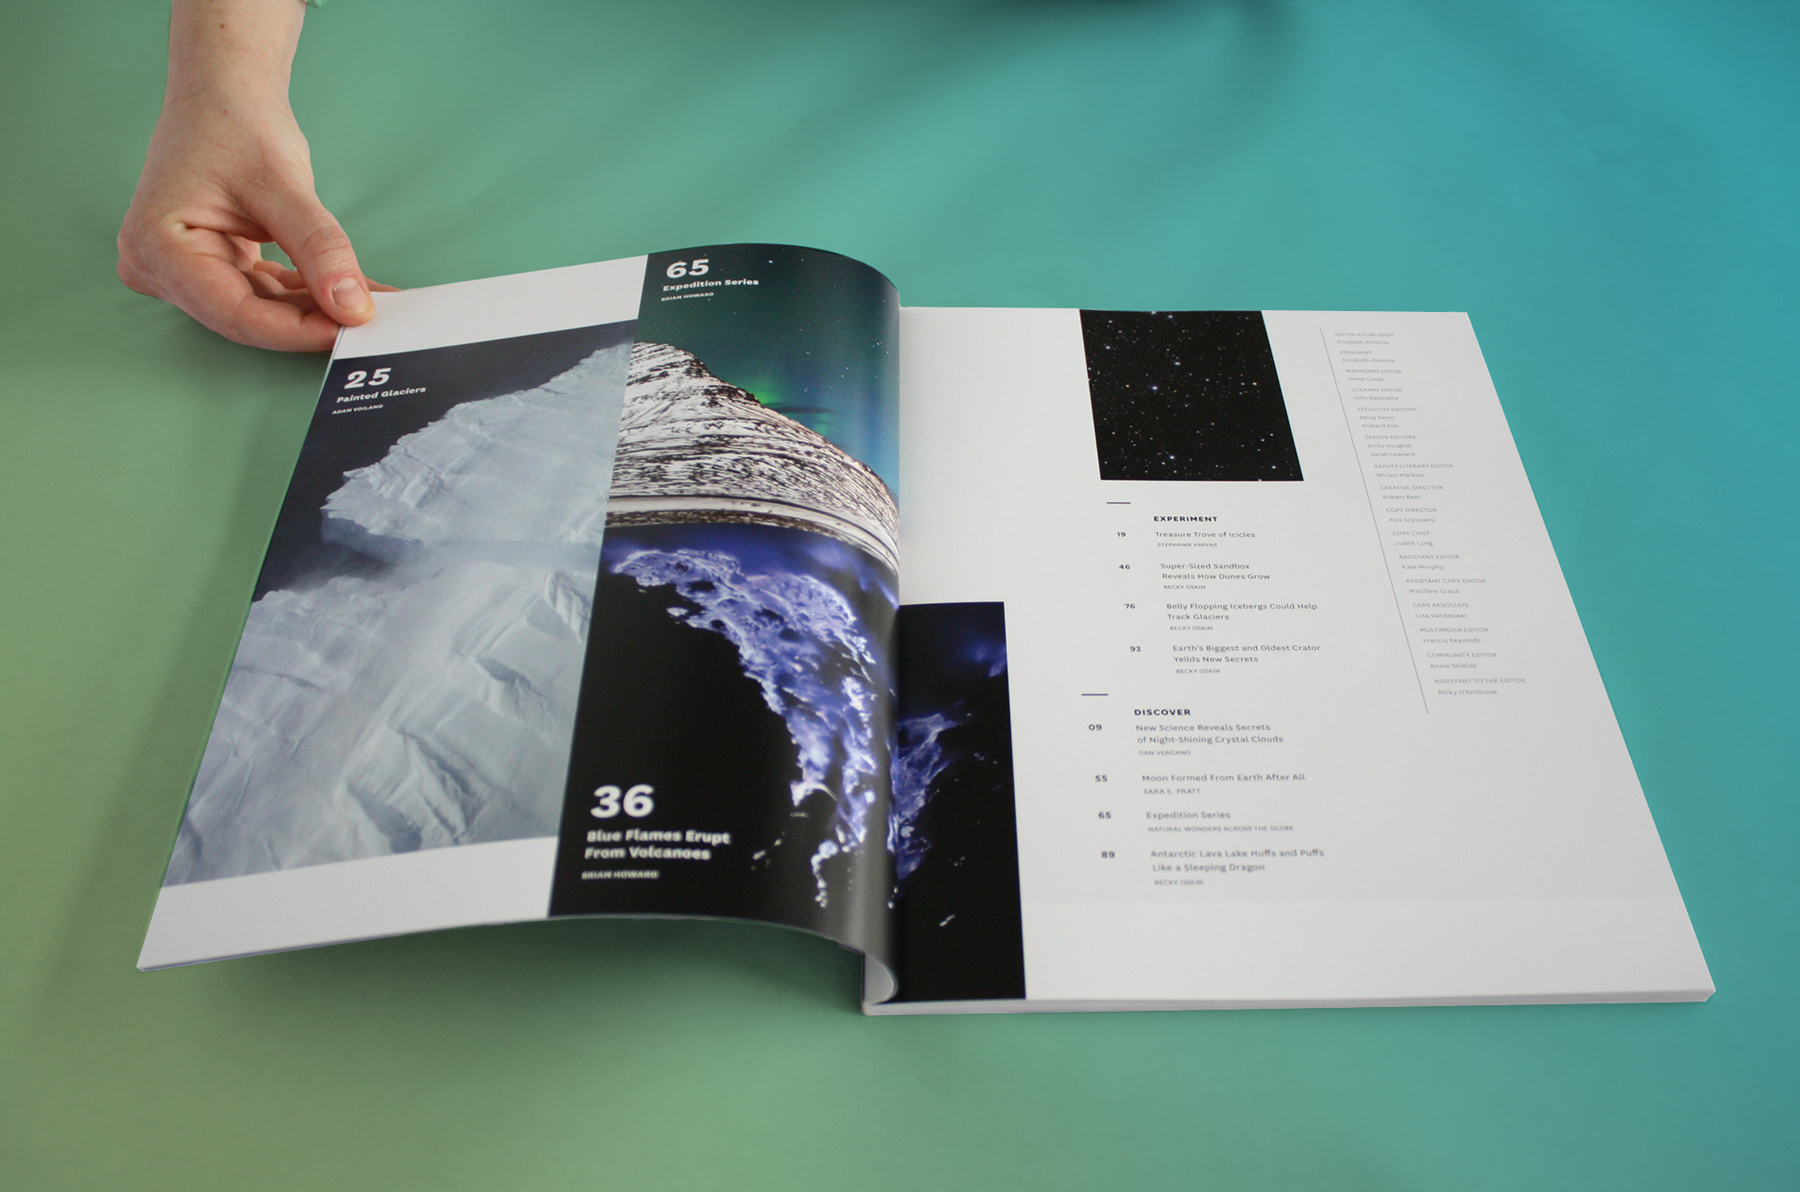 65
Expedition Series
BRIAN HOWARD
25
Painted Glaciers
ADAM VOILAND
36
Blue Flames Erupt
From Volcanoes
BRIAN HOWARD
EXPERIMENT
19 Treasure Trove of Icicles
STEPHANIE PAPPAS
46 Super-Sized Sandbox
Reveals How Dunes Grow
BECKY OSKIN
76 Belly Flopping Icebergs Could Help
Track Glaciers
BECKY OSKIN
93 Earth's Biggest and Oldest Crator
Yeilds New Secrets
BECKY OSKIN
DISCOVER
09 New Science Reveals Secrets
of Night-Shining Crystal Clouds
DAN VERGANO
55 Moon Formed From Earth After All
SARA E. PRATT
65 Expedition Series
NATURAL WONDERS ACROSS THE GLOBE
89 Antarctic Lava Lake Huffs and Puffs
Like a Sleeping Dragon
BECKY OSKIN
EDITOR & PUBLISHER
Elizabeth Almeida
PRESIDENT
Elizabeth Almeida
MANAGING EDITOR
LITERARY EDITOR
John
EXECUTIVE EDITORS
Betsy
Richard
SENIOR EDITORS
Emily Douglas
Sarah Leonard
DEPUTY LITERARY EDITOR
Miriam Markow
CREATIVE DIRECTOR
Robert Best
COPY DIRECTOR
Rick
COPY CHIEF
Judith Long
ASSISTANT EDITOR
Kate Murphy
ASSISTANT COPY EDITOR
Matthew Grace
COPY ASSOCIATE
Lisa Vandepaer
MULTIMEDIA EDITOR
Francis Reynolds
COMMUNITY EDITOR
Annie Shields
ASSISTANT TO THE EDITOR
Ricky D'Ambrose